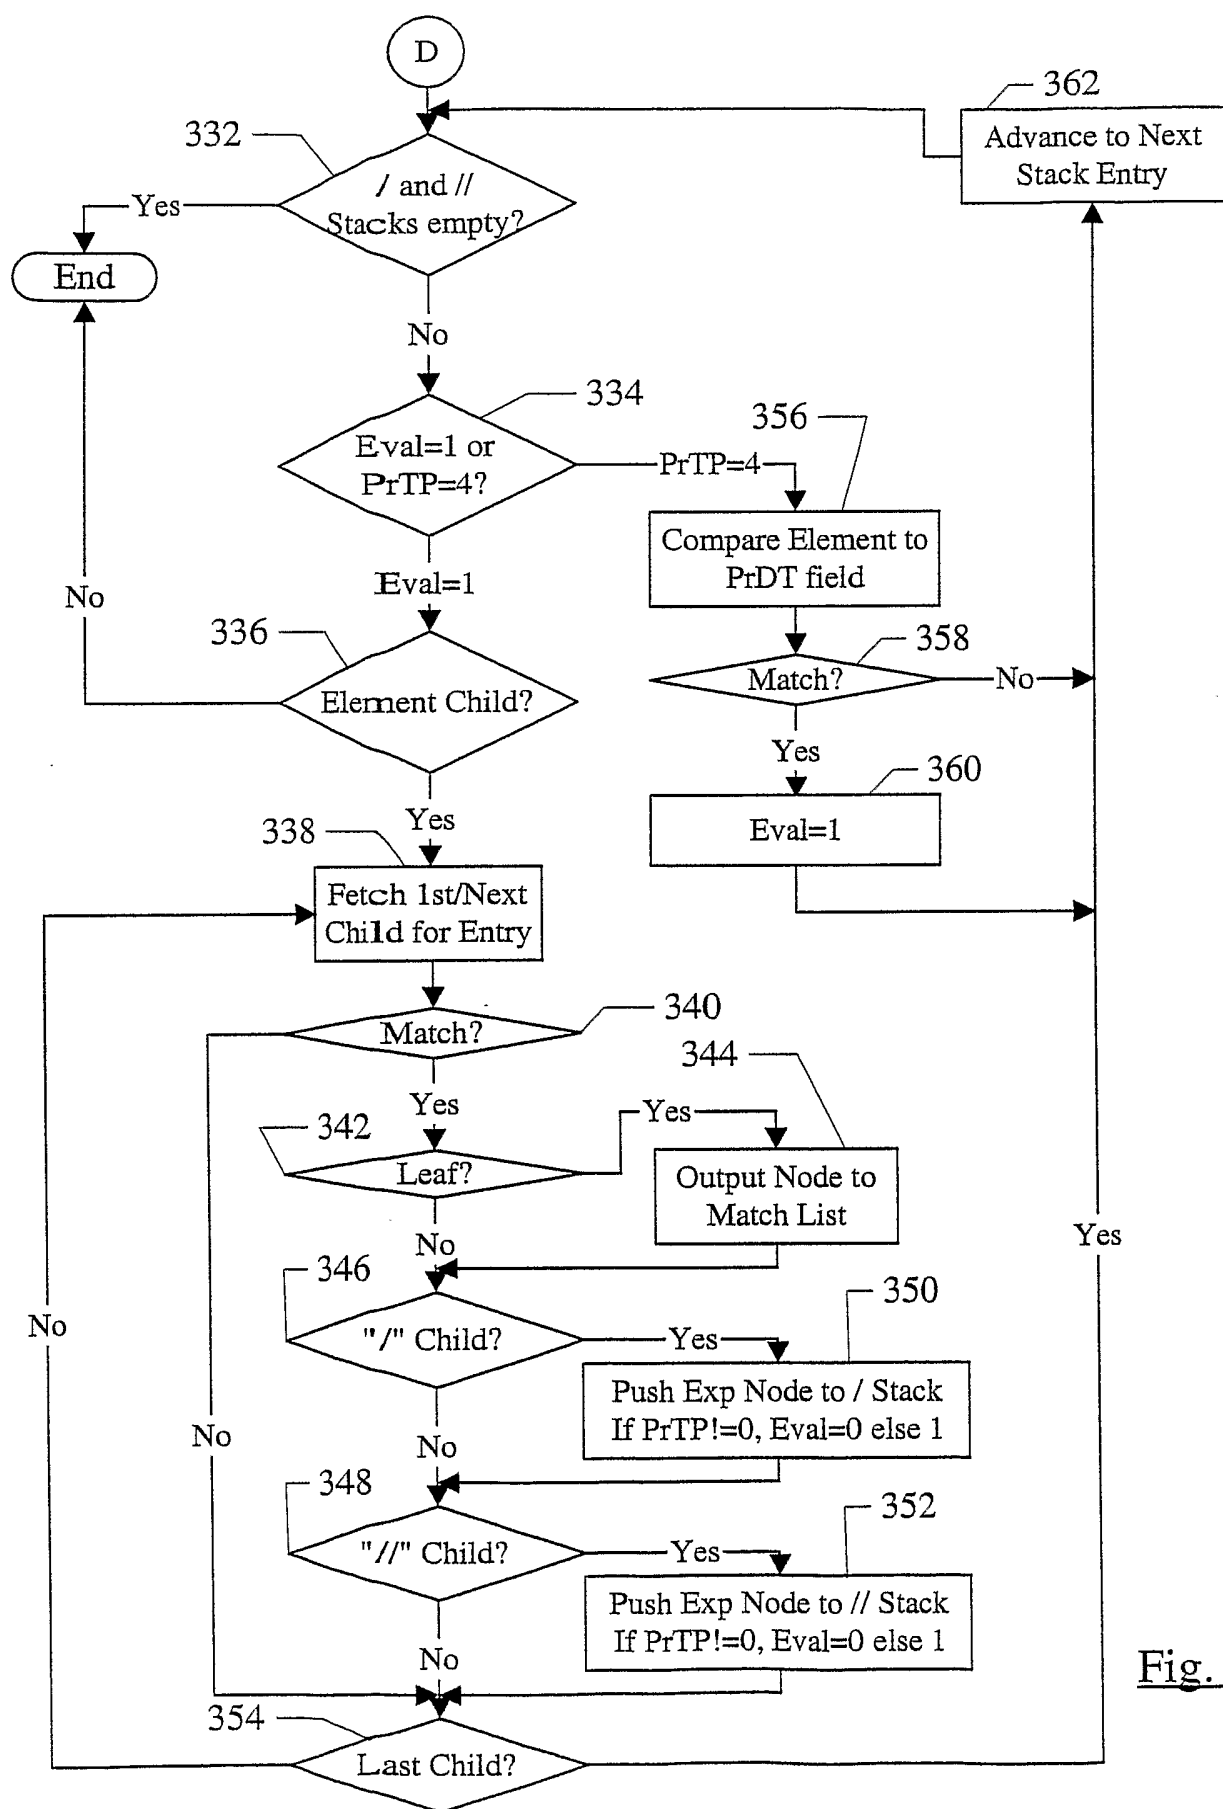 D
362
Advance to Next
Stack Entry
332
/ and //
Stacks empty?
Yes
End
No
334
Eval=1 or
PrTP=4?
PrTP=4
356
Compare Element to
PrDT field
Eval=1
No
336
Element Child?
358
Match?
No
Yes
360
Eval=1
Yes
338
Fetch 1st/Next
Child for Entry
340
Match?
344
Yes
Yes
342
Leaf?
Output Node to
Match List
No
Yes
346
350
No
"/" Child?
Yes
Push Exp Node to / Stack
If PrTP!=0, Eval=0 else 1
No
No
348
352
"//" Child?
Yes
Push Exp Node to // Stack
If PrTP!=0, Eval=0 else 1
No
Fig.
354
Last Child?